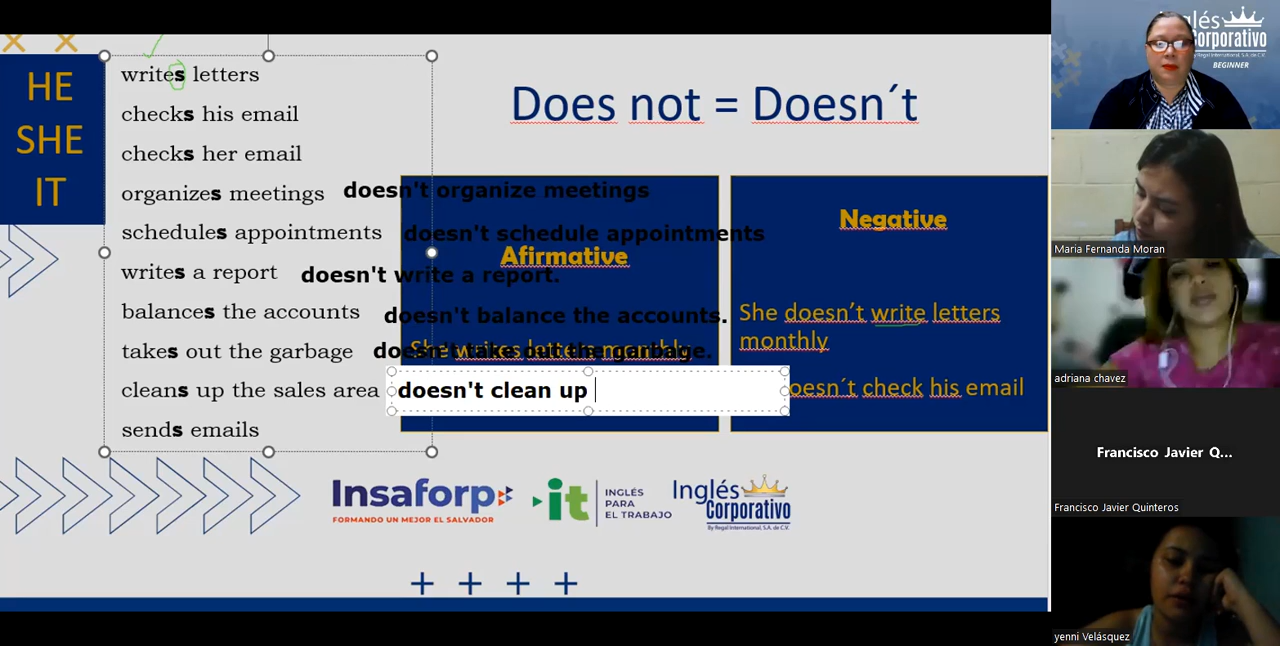 HE
SHE
IT
writes letters
checks his email
checks her email
organizes meetings
schedules appointments
writes a report
balances the accounts
takes out the garbage
cleans up the sales area
sends emails
Does not = Doesn´t
doesn't organize meetings
doesn't schedule appointments
doesn't write a report.
doesn't balance the accounts.
doesn't take out the garbage.
doesn't clean up
Afirmative
She writes letters monthly
Negative
She doesn’t write letters
monthly
doesn´t check his email
Insaforp
FORMANDO UN MEJOR EL SALVADOR
it
INGLÉS
PARA
EL TRABAJO
Inglés
Corporativo
By Regal International, S.A. de C.V.
Inglés
Corporativo
By Regal International, S.A. de C.V.
BEGINNER
Maria Fernanda Moran
adriana chavez
Francisco Javier Q...
Francisco Javier Quinteros
yenni Velásquez